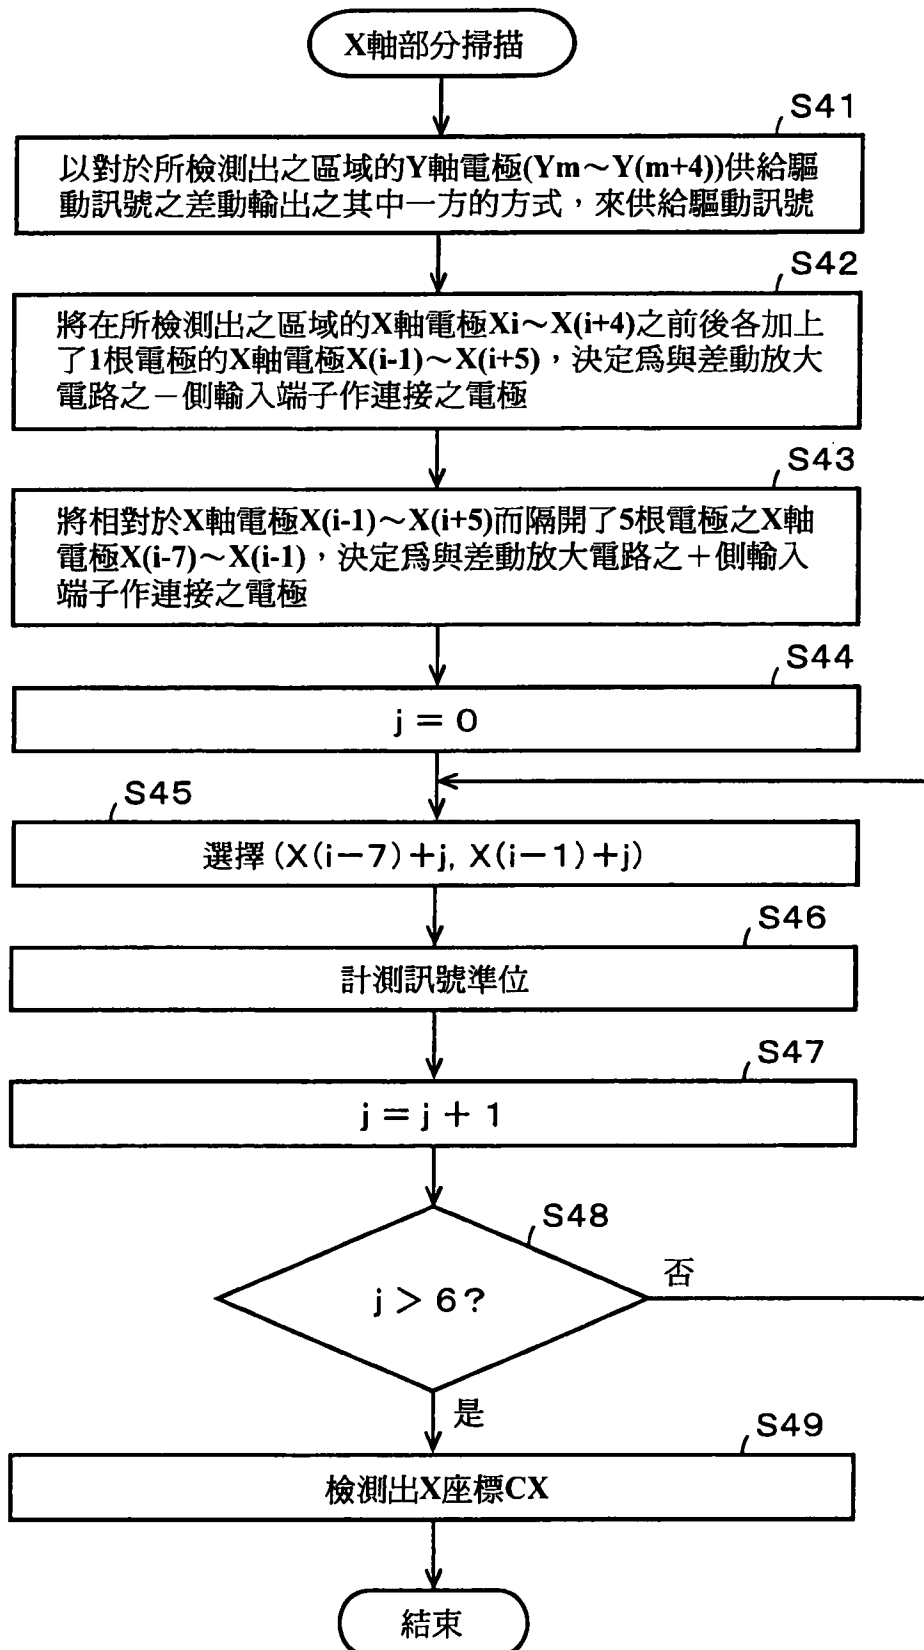 X軸部分掃描
S41
以對於所檢測出之區域的Y軸電極(Ym～Y(m+4))供給驅
動訊號之差動輸出之其中一方的方式，來供給驅動訊號
S42
將在所檢測出之區域的X軸電極Xi～X(i+4)之前後各加上
了1根電極的X軸電極X(i-1)～X(i+5)，決定爲與差動放大
電路之－側輸入端子作連接之電極
S43
將相對於X軸電極X(i-1)～X(i+5)而隔開了5根電極之X軸
電極X(i-7)～X(i-1)，決定爲與差動放大電路之＋側輸入
端子作連接之電極
S44
j＝0
S45
選擇(X(i－7)+j, X(i－1)+j)
S46
計測訊號準位
S47
j＝j＋1
S48
j＞6？
否
是
S49
檢測出X座標CX
結束